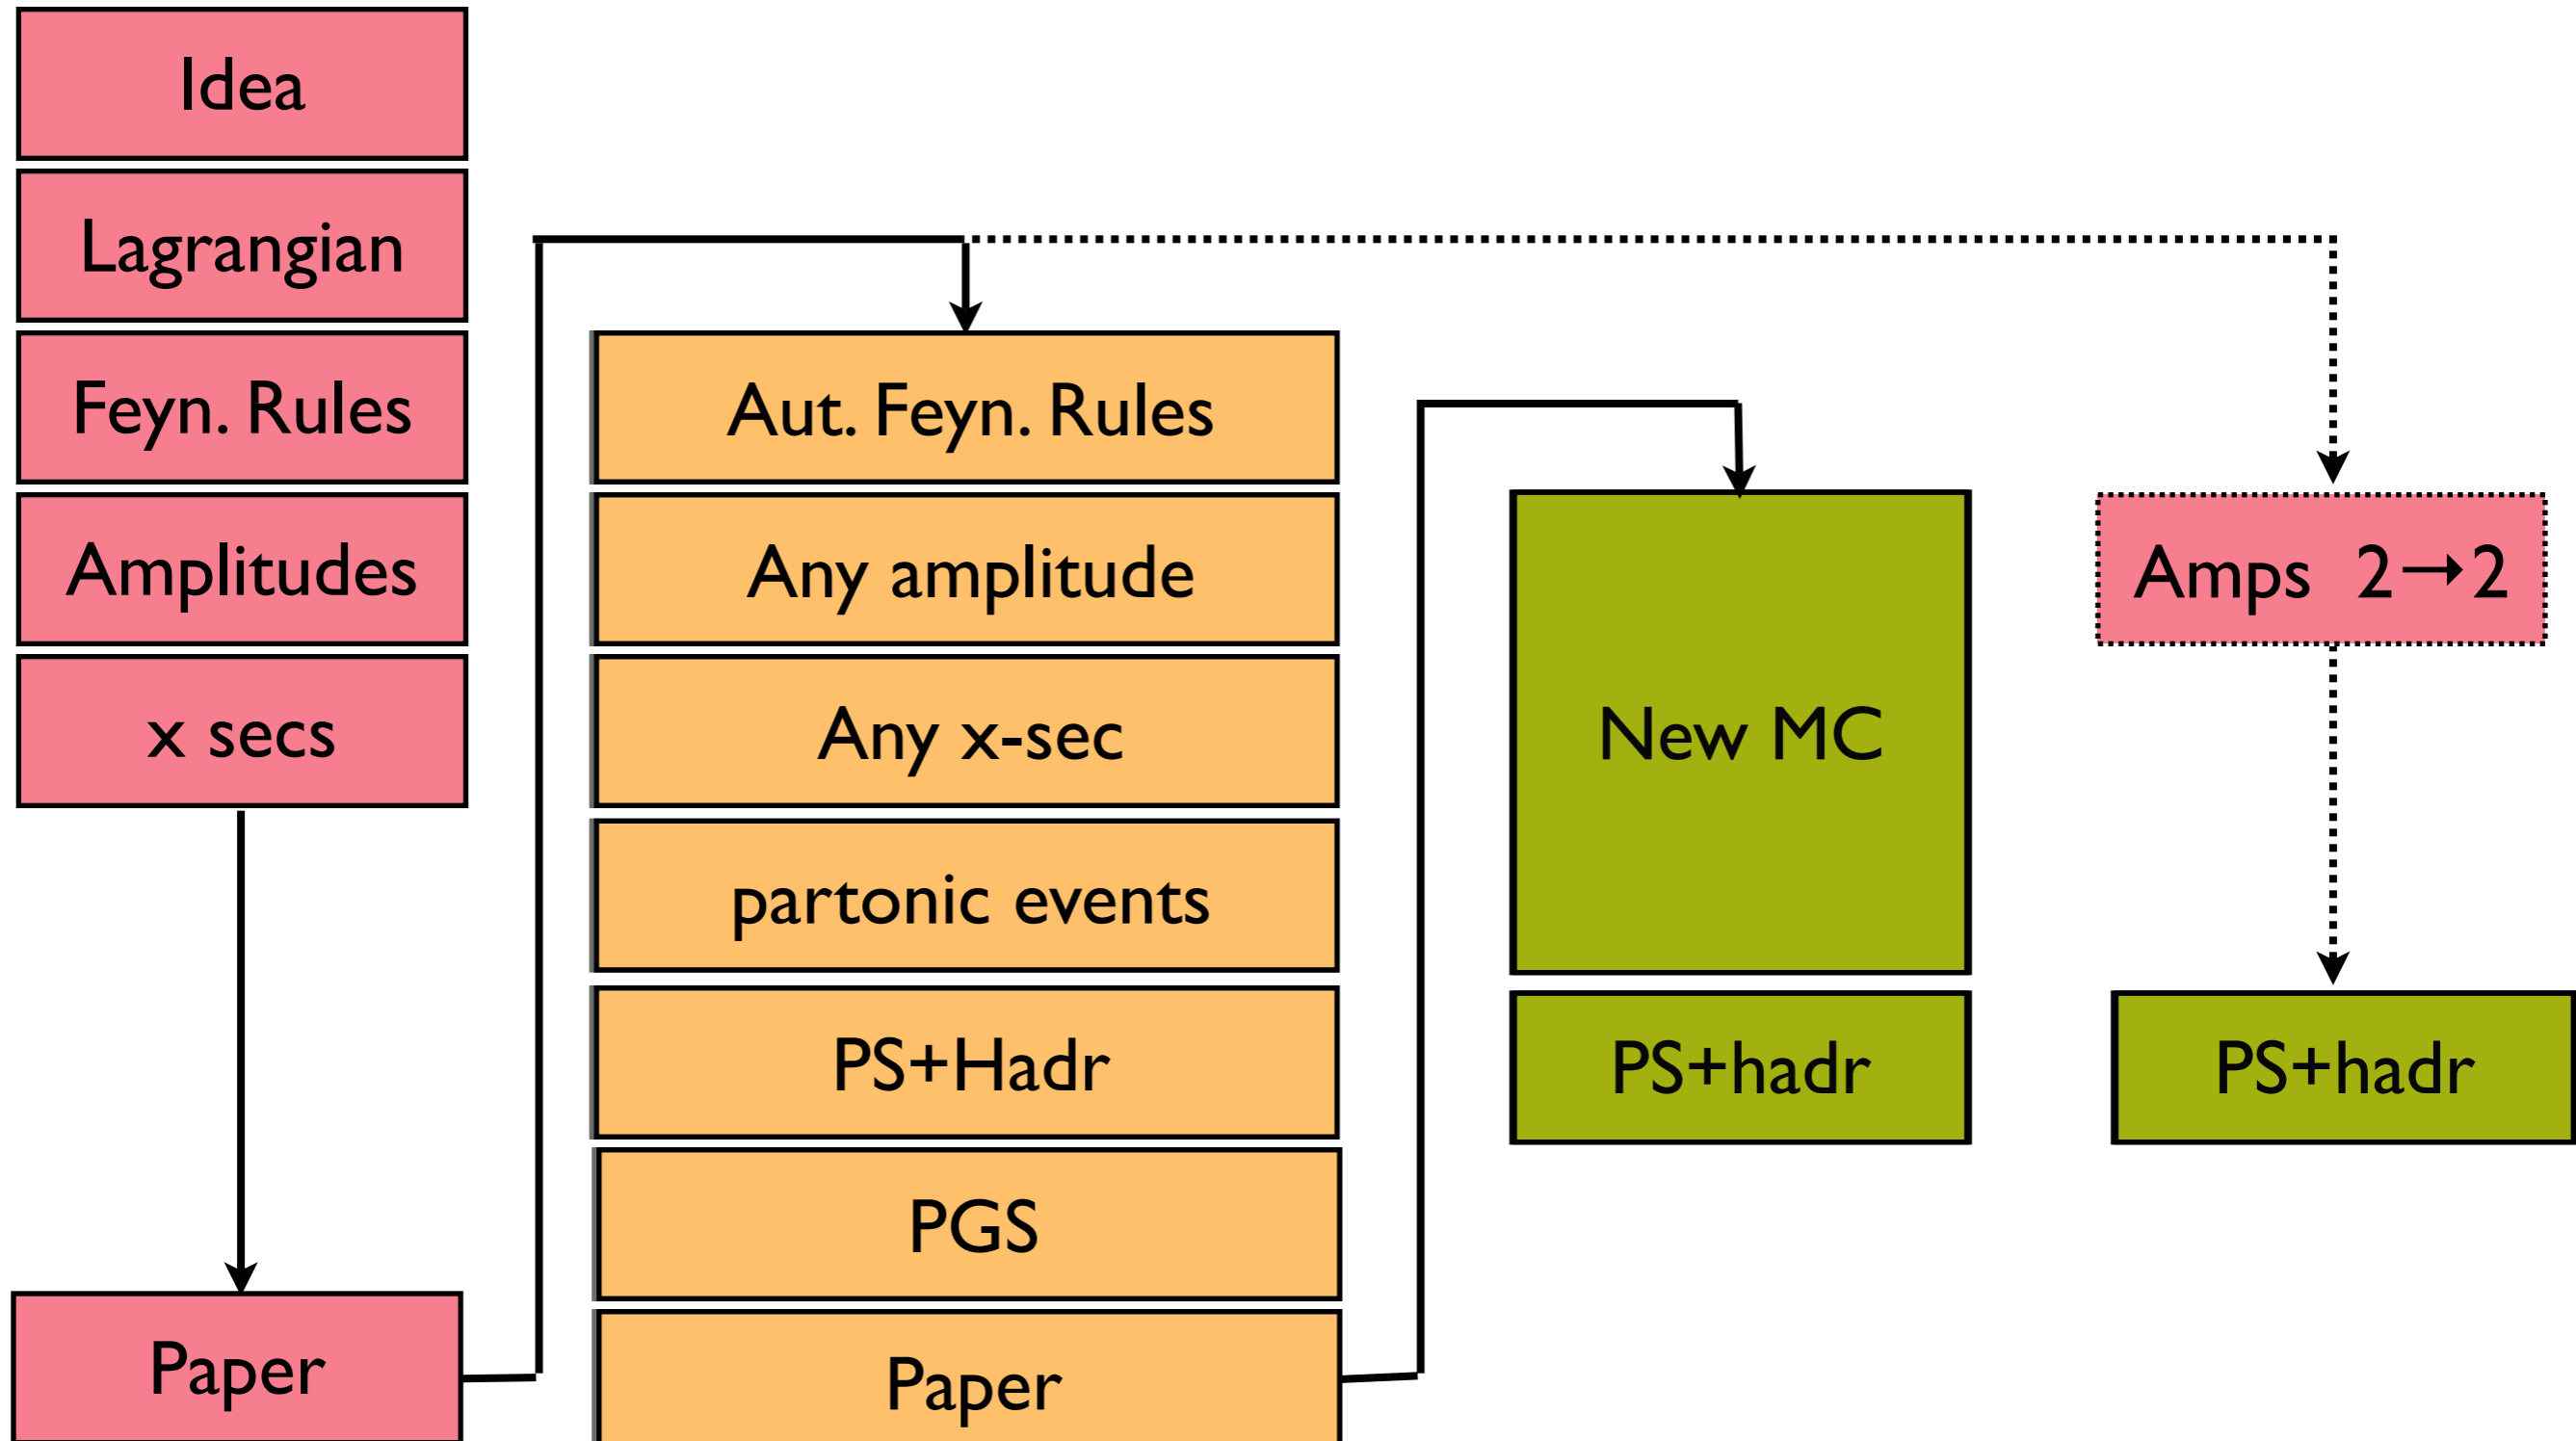 Idea
Lagrangian
Feyn. Rules
Amplitudes
x secs
Paper
Aut. Feyn. Rules
Any amplitude
Any x-sec
partonic events
PS+Hadr
PGS
Paper
New MC
PS+hadr
Amps 2→2
PS+hadr